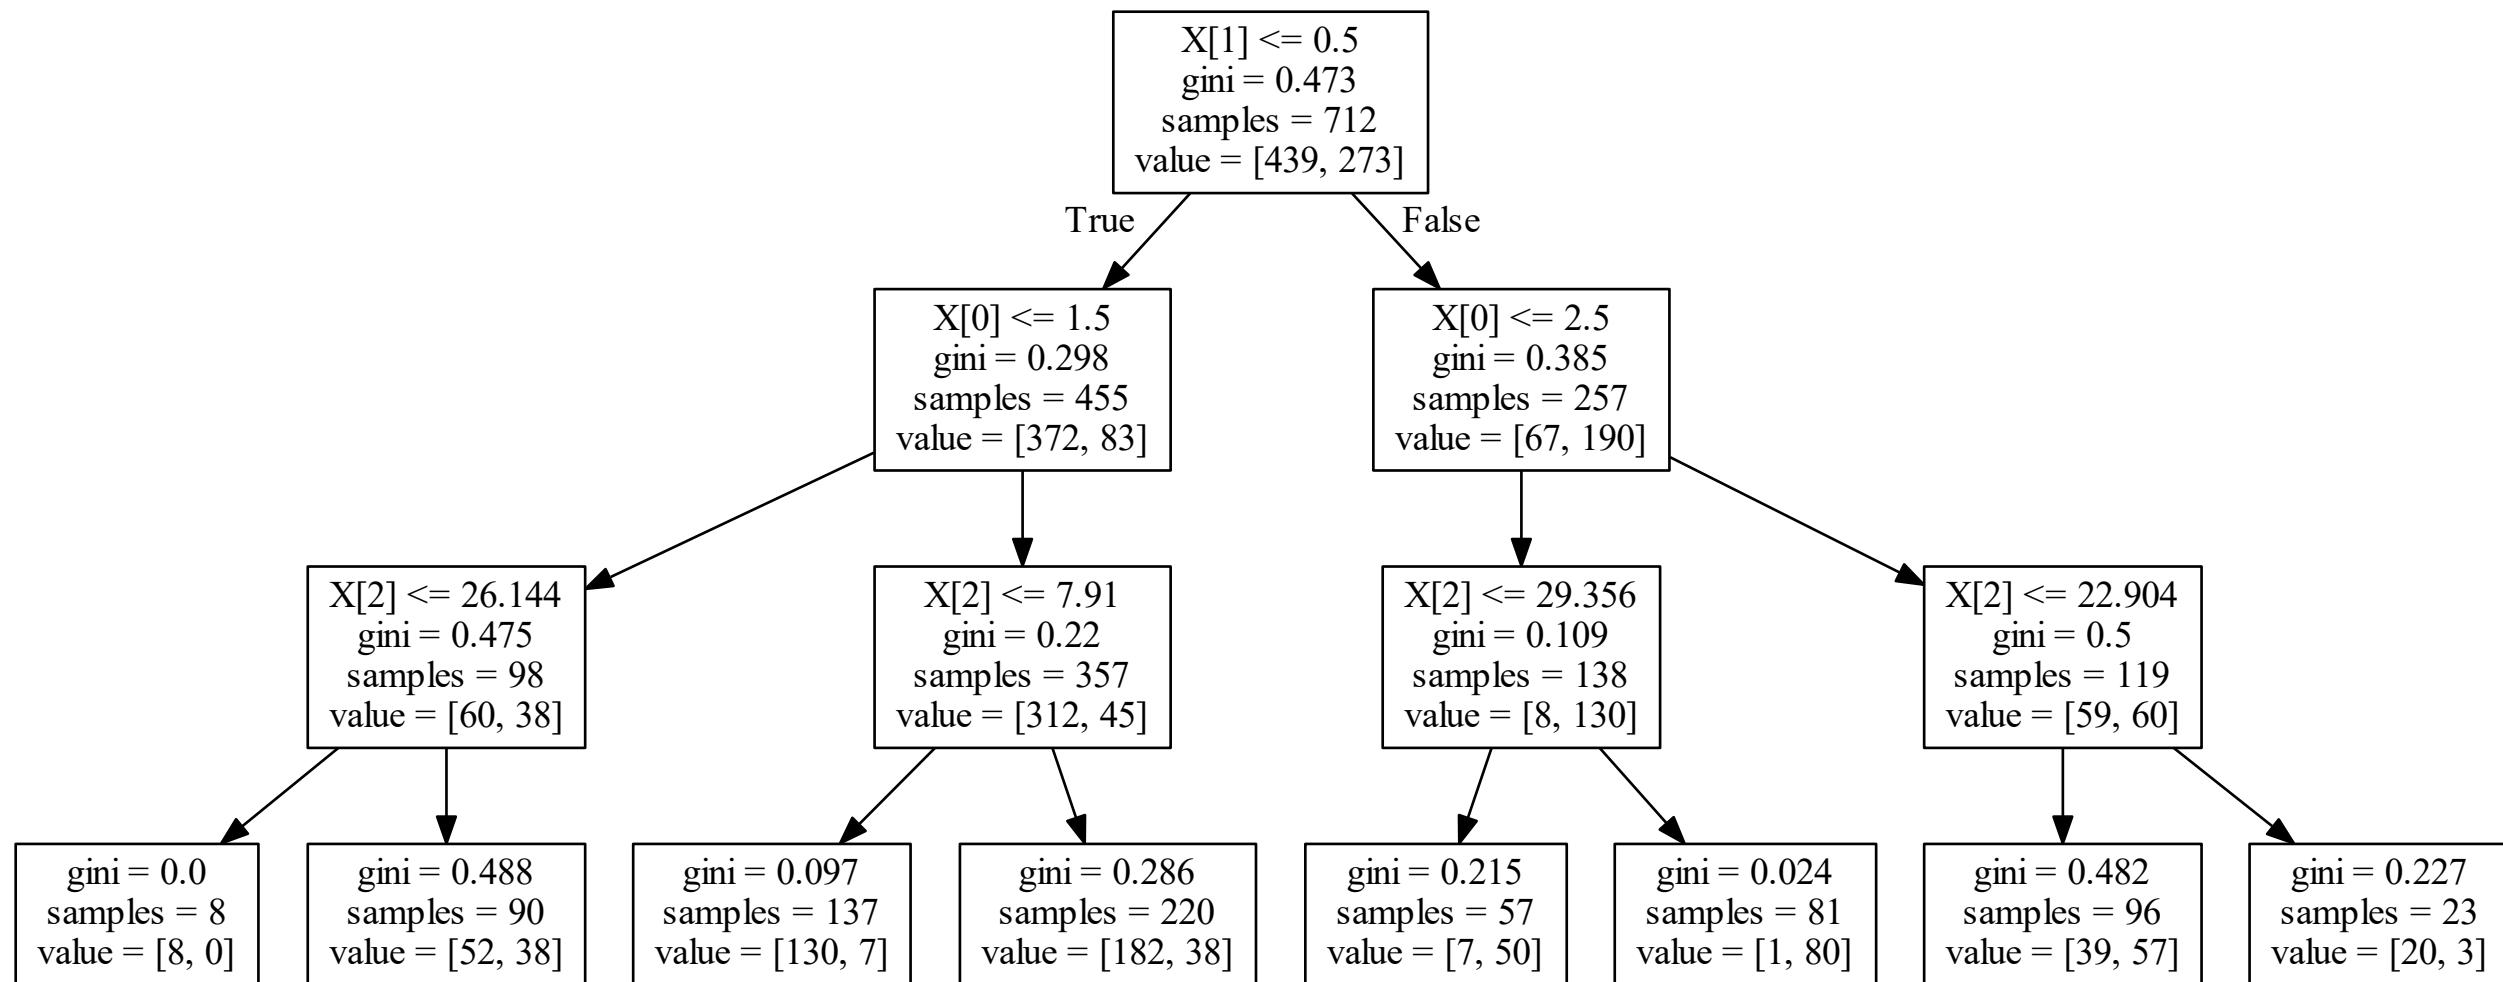 X[1] <= 0.5
gini = 0.473
samples = 712
value = [439, 273]
True
False
X[0] <= 1.5
gini = 0.298
samples = 455
value = [372, 83]
X[0] <= 2.5
gini = 0.385
samples = 257
value = [67, 190]
X[2] <= 26.144
gini = 0.475
samples = 98
value = [60, 38]
X[2] <= 7.91
gini = 0.22
samples = 357
value = [312, 45]
X[2] <= 29.356
gini = 0.109
samples = 138
value = [8, 130]
X[2] <= 22.904
gini = 0.5
samples = 119
value = [59, 60]
gini = 0.0
samples = 8
value = [8, 0]
gini = 0.488
samples = 90
value = [52, 38]
gini = 0.097
samples = 137
value = [130, 7]
gini = 0.286
samples = 220
value = [182, 38]
gini = 0.215
samples = 57
value = [7, 50]
gini = 0.024
samples = 81
value = [1, 80]
gini = 0.482
samples = 96
value = [39, 57]
gini = 0.227
samples = 23
value = [20, 3]